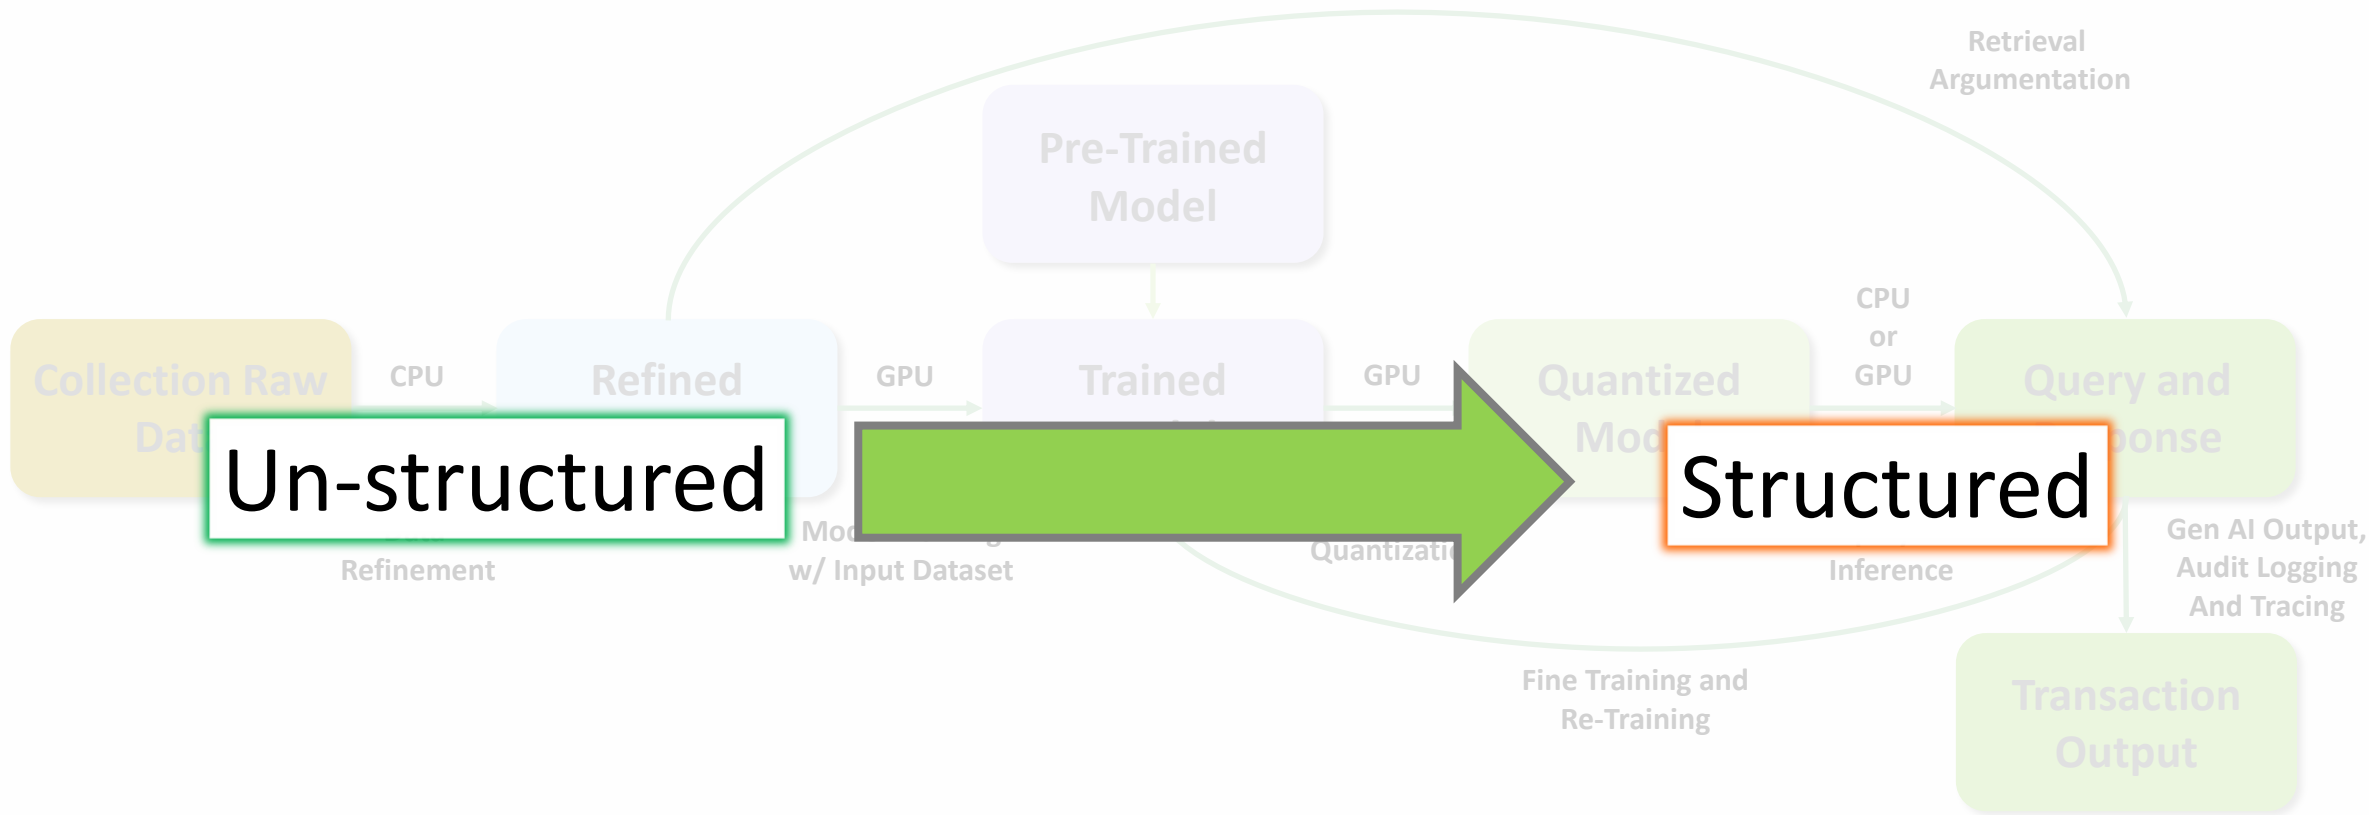 Retrieval
Argumentation
Pre-Trained
Model
CPU
or
GPU
Collection Raw
CPU
Refined
GPU
Trained
GPU
Quantized
Query and
Un-structured
Structured
Refinement
w/ Input Dataset
Inference
Gen AI Output,
Audit Logging
And Tracing
Fine Training and
Re-Training
Transaction
Output